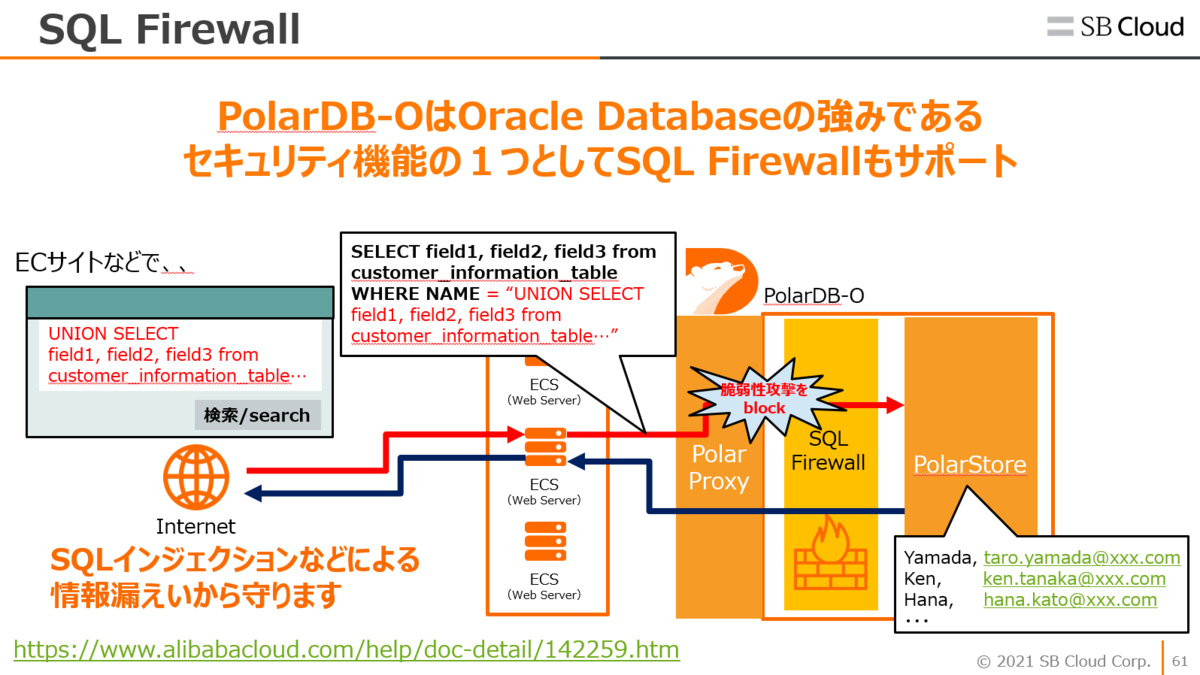 SQL Firewall
SB Cloud
PolarDB-OはOracle Databaseの強みである
セキュリティ機能の１つとしてSQL Firewallもサポート
ECサイトなどで、、
UNION SELECT
field1, field2, field3 from
customer_information_table…
検索/search
SELECT field1, field2, field3 from
customer_information_table
WHERE NAME = “UNION SELECT
field1, field2, field3 from
customer_information_table…”
PolarDB-O
ECS
(Web Server)
脆弱性攻撃を
block
Polar
Proxy
SQL
Firewall
PolarStore
ECS
(Web Server)
Internet
ECS
(Web Server)
Yamada, taro.yamada@xxx.com
Ken, ken.tanaka@xxx.com
Hana, hana.kato@xxx.com
…
SQLインジェクションなどによる
情報漏えいから守ります
https://www.alibabacloud.com/help/doc-detail/142259.htm
© 2021 SB Cloud Corp.
61